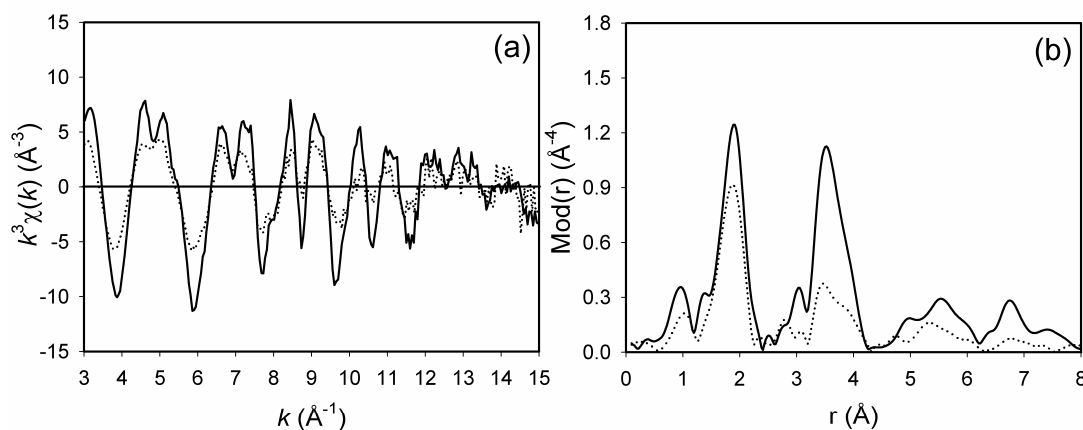 (a)
k³χ(k) (Å⁻³)
15
10
5
0
-5
-10
-15
3 4 5 6 7 8 9 10 11 12 13 14 15
k (Å⁻¹)
(b)
Mod(r) (Å⁻⁴)
1.8
1.5
1.2
0.9
0.6
0.3
0.0
0 1 2 3 4 5 6 7 8
r (Å)